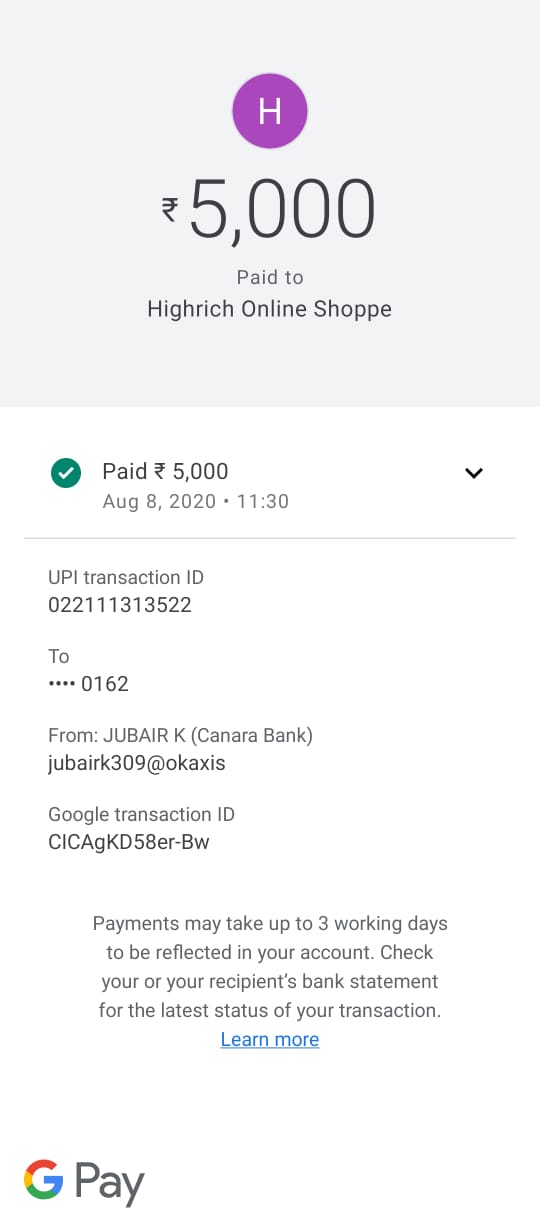 H
₹5,000
Paid to
Highrich Online Shoppe
Paid ₹ 5,000
Aug 8, 2020 • 11:30
UPI transaction ID
022111313522
To
•••• 0162
From: JUBAIR K (Canara Bank)
jubairk309@okaxis
Google transaction ID
CICAgKD58er-Bw
Payments may take up to 3 working days
to be reflected in your account. Check
your or your recipient’s bank statement
for the latest status of your transaction.
Learn more
G Pay